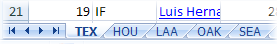 21 19 IF Luis Herna
TEX HOU LAA OAK SEA